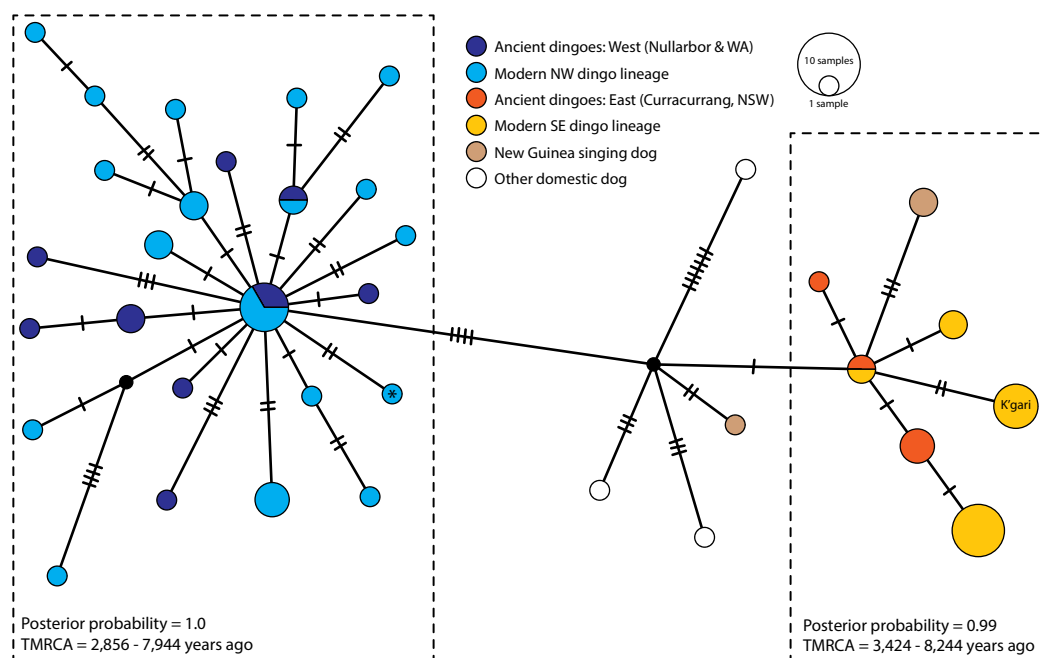 Ancient dingoes: West (Nullarbor & WA)
Modern NW dingo lineage
Ancient dingoes: East (Curracurrang, NSW)
Modern SE dingo lineage
New Guinea singing dog
Other domestic dog
10 samples
1 sample
*
K'gari
Posterior probability = 1.0
TMRCA = 2,856 - 7,944 years ago
Posterior probability = 0.99
TMRCA = 3,424 - 8,244 years ago